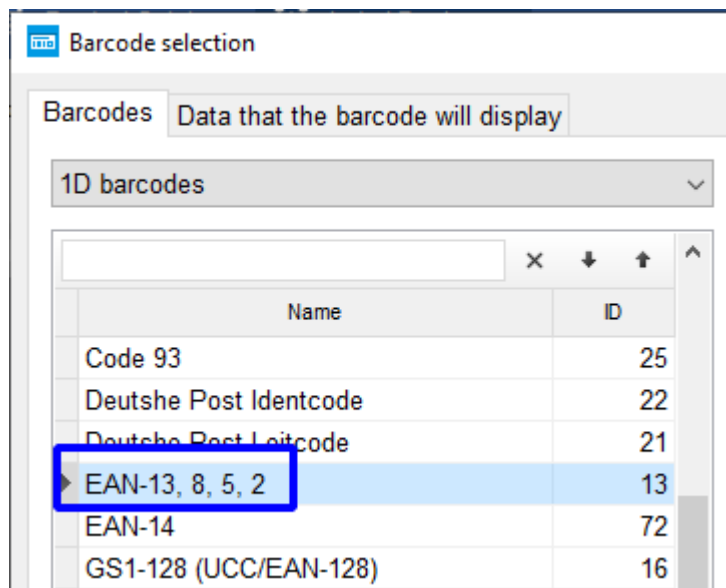 Barcode selection
Barcodes Data that the barcode will display
1D barcodes
Name ID
Code 93 25
Deutshe Post Identcode 22
Deutshe Post Leitcode 21
EAN-13, 8, 5, 2 13
EAN-14 72
GS1-128 (UCC/EAN-128) 16